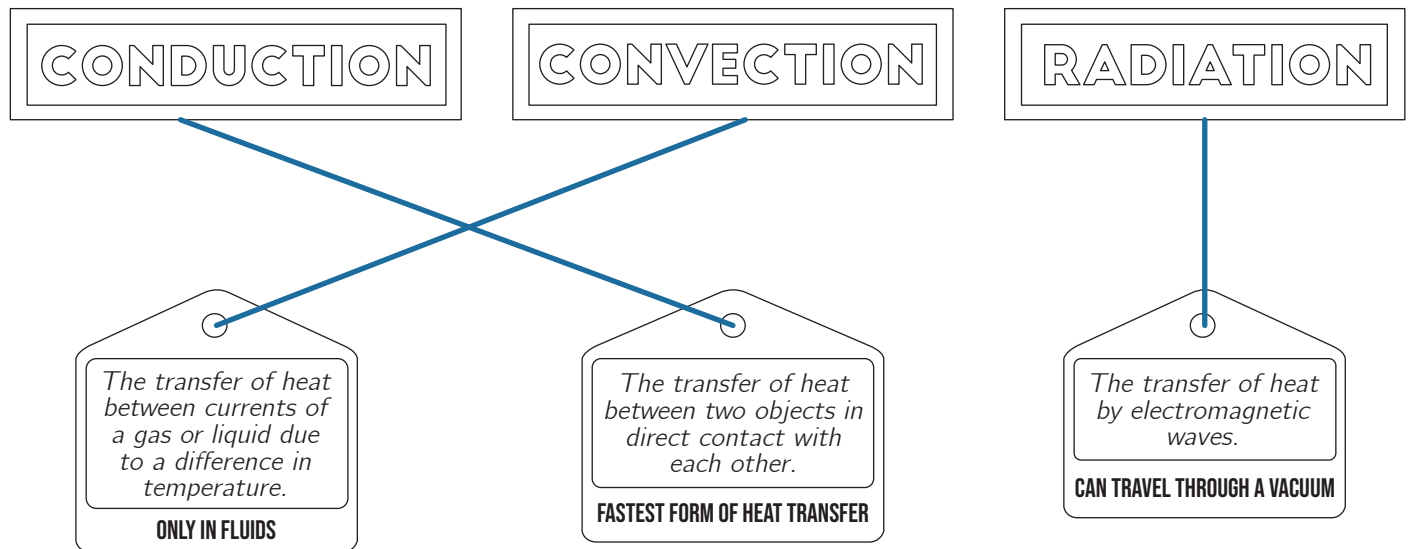 CONDUCTION
CONVECTION
RADIATION
The transfer of heat
between currents of
a gas or liquid due
to a difference in
temperature.
ONLY IN FLUIDS
The transfer of heat
between two objects in
direct contact with
each other.
FASTEST FORM OF HEAT TRANSFER
The transfer of heat
by electromagnetic
waves.
CAN TRAVEL THROUGH A VACUUM